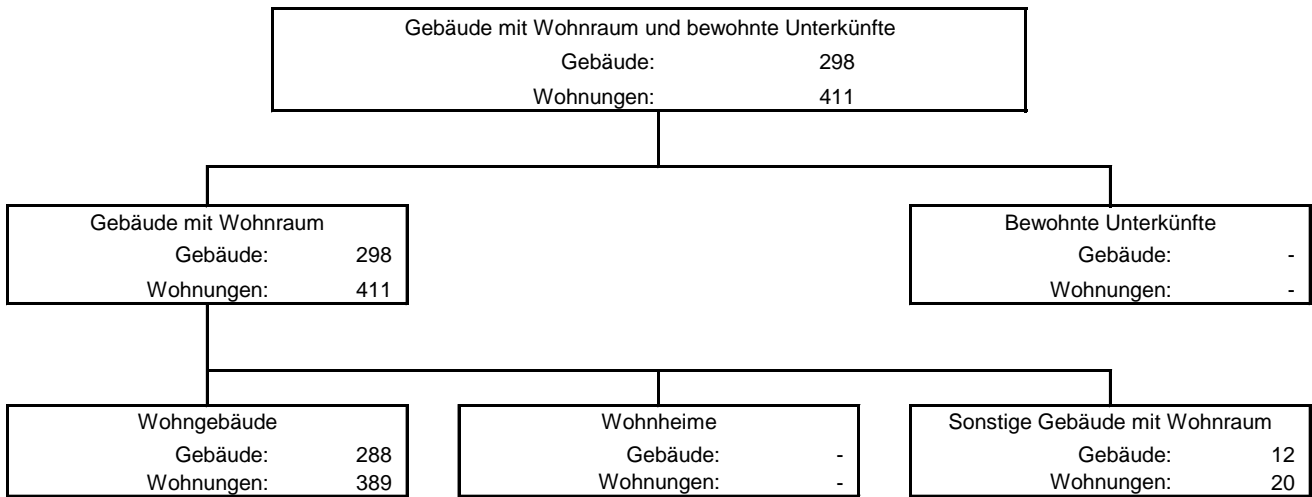 Gebäude mit Wohnraum und bewohnte Unterkünfte
Gebäude: 298
Wohnungen: 411
Gebäude mit Wohnraum
Gebäude: 298
Wohnungen: 411
Bewohnte Unterkünfte
Gebäude: -
Wohnungen: -
Wohngebäude
Gebäude: 288
Wohnungen: 389
Wohnheime
Gebäude: -
Wohnungen: -
Sonstige Gebäude mit Wohnraum
Gebäude: 12
Wohnungen: 20